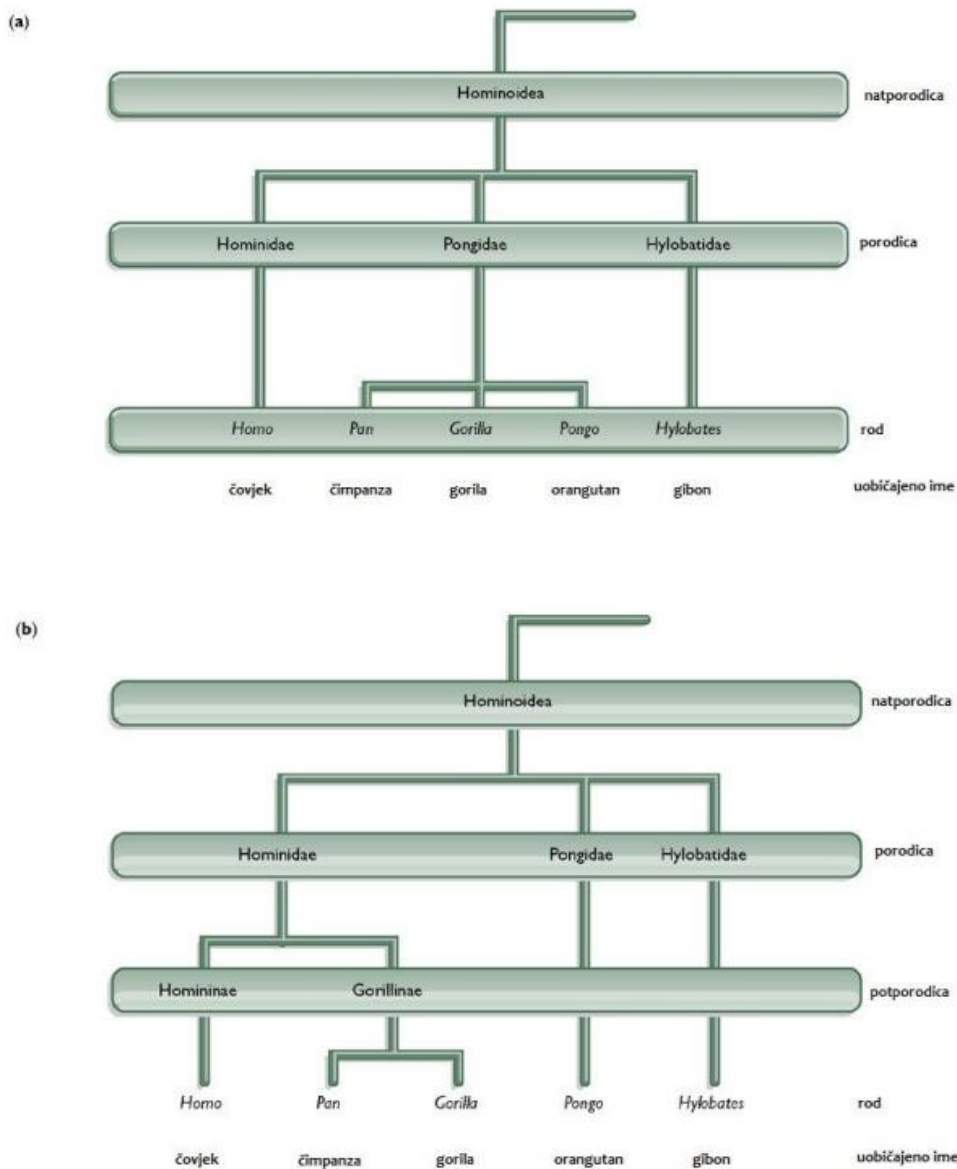 (a)
Hominoidea natporodica
Hominidae Pongidae Hylobatidae porodica
Homo Pan Gorilla Pongo Hylobates rod
čovjek čimpanza gorila orangutan gibon uobičajeno ime
(b)
Hominoidea natporodica
Hominidae Pongidae Hylobatidae porodica
Homininae Gorillinae potporodica
Homo Pan Gorilla Pongo Hylobates rod
čovjek čimpanza gorila orangutan gibon uobičajeno ime